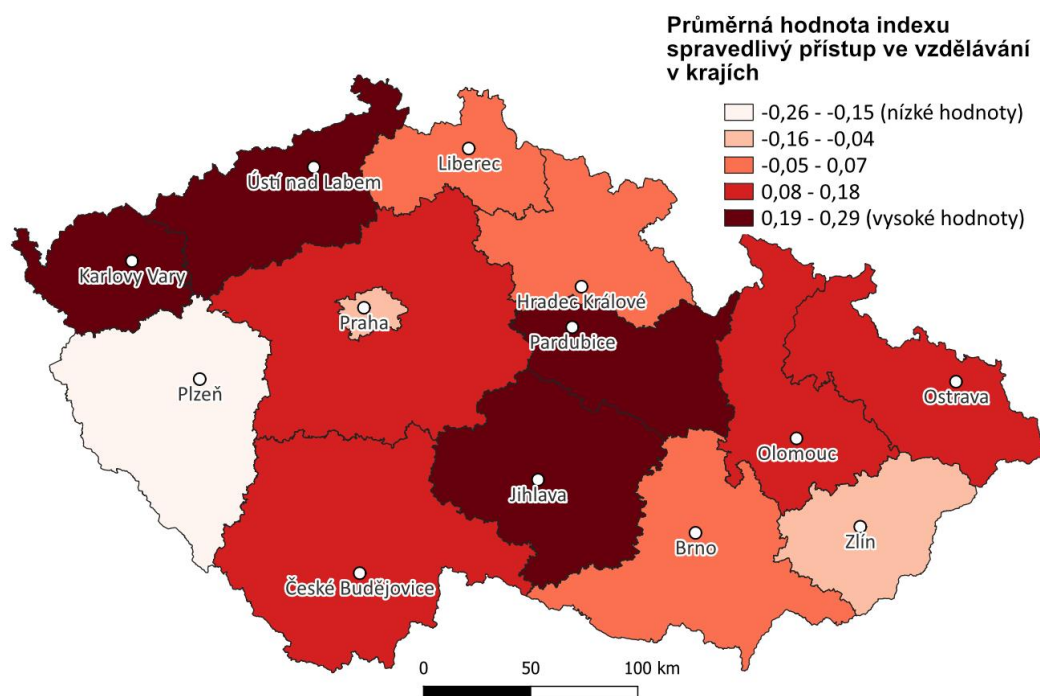 Průměrná hodnota indexu
spravedlivý přístup ve vzdělávání
v krajích
-0,26 - -0,15 (nízké hodnoty)
-0,16 - -0,04
-0,05 - 0,07
0,08 - 0,18
0,19 - 0,29 (vysoké hodnoty)
Liberec
Ústí nad Labem
Karlovy Vary
Hradec Králové
Praha
Pardubice
Plzeň
Ostrava
Olomouc
Jihlava
Brno
Zlín
České Budějovice
0 50 100 km